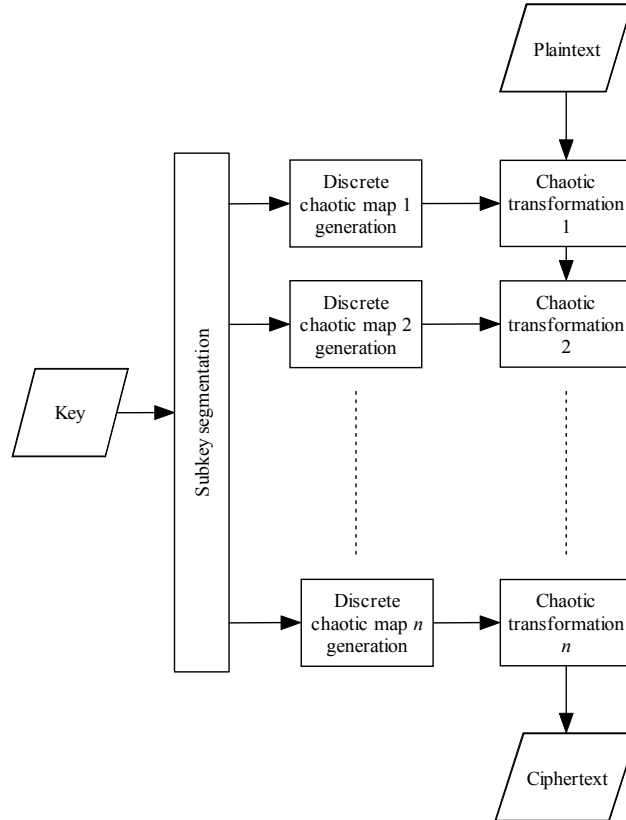 Plaintext
Discrete
chaotic map 1
generation
Chaotic
transformation
1
Discrete
chaotic map 2
generation
Chaotic
transformation
2
Key
Subkey segmentation
Discrete
chaotic map n
generation
Chaotic
transformation
n
Ciphertext